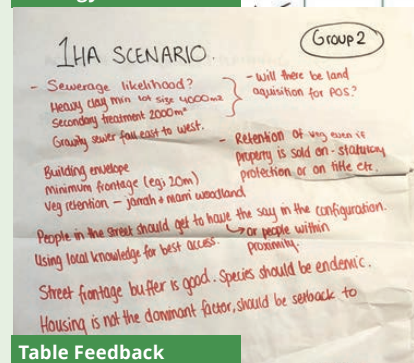 1HA SCENARIO.
Group 2
- Sewerage likelihood?
Heavy clay min lot size 4000m2
Secondary treatment 2000m2
Gravity sewer fall east to west.
- Will there be land
aquisition for POS?
- Retention of veg even if
property is sold on - statutory
protection or on title etc.
Building envelope
Minimum frontage (eg; 20m)
Veg retention - jarrah + marri woodland
People in the street should get to have the say in the configuration.
↳ or people within
proximity.
Using local knowledge for best access.
Street frontage buffer is good. Species should be endemic.
Housing is not the dominant factor, should be setback to
Table Feedback